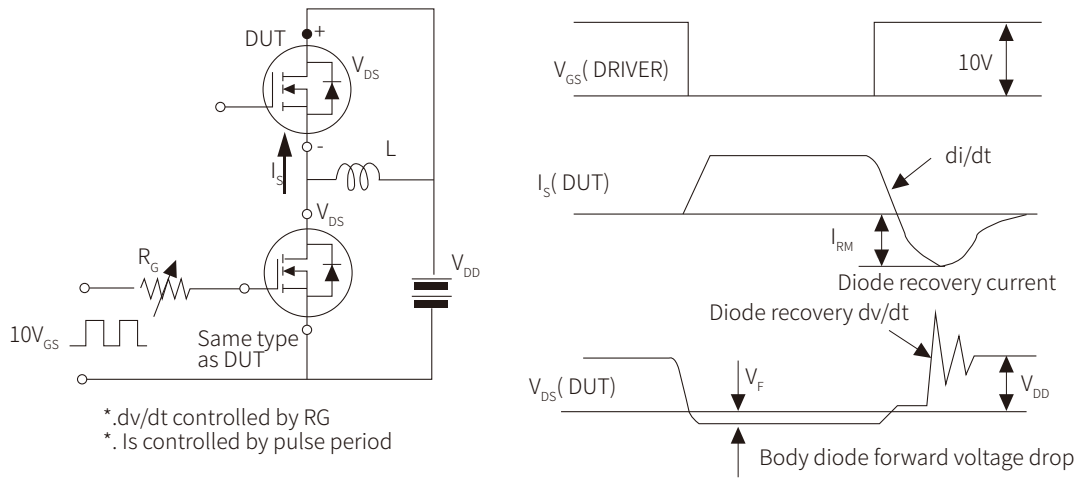 DUT
+
V_DS
-
I_S
L
V_DS
R_G
V_DD
10V_GS
Same type
as DUT
*.dv/dt controlled by RG
*. Is controlled by pulse period
V_GS( DRIVER)
10V
di/dt
I_S( DUT)
I_RM
Diode recovery current
Diode recovery dv/dt
V_DS( DUT)
V_F
V_DD
Body diode forward voltage drop